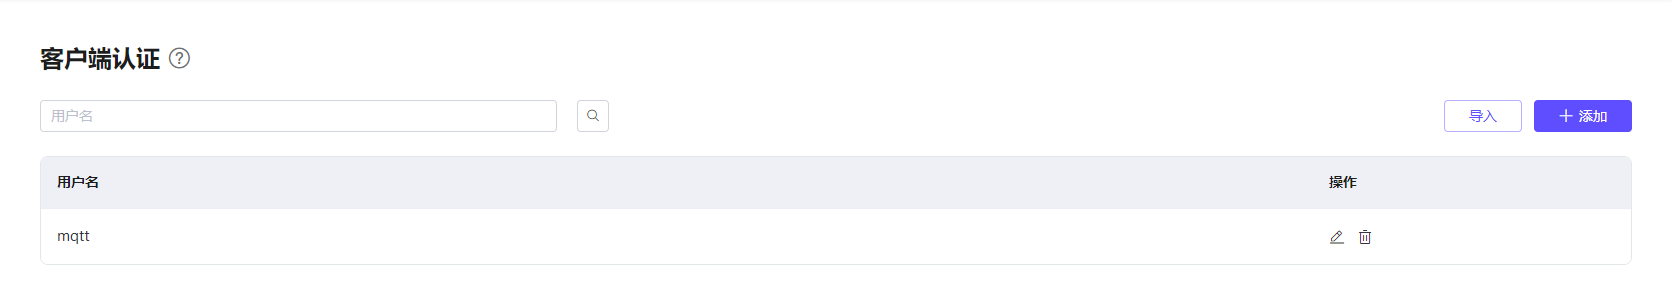 客户端认证 ?
用户名
导入
添加
用户名 操作
mqtt